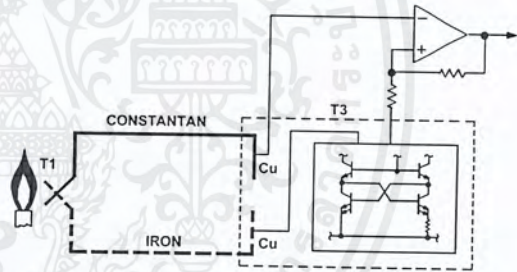 T3
CONSTANTAN
T1
Cu
IRON
Cu
−
+